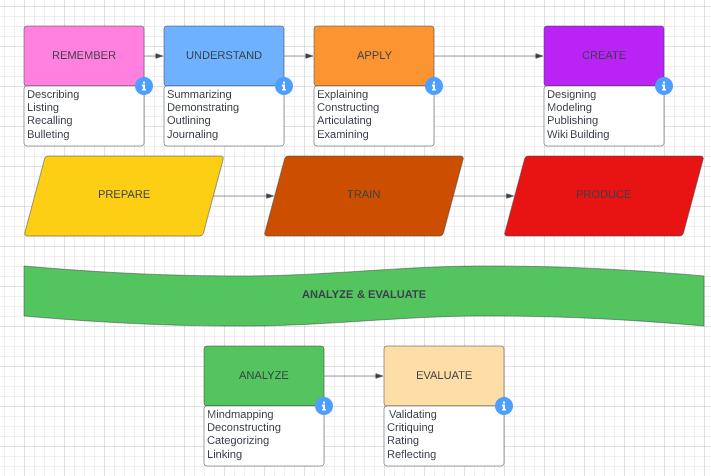 REMEMBER
UNDERSTAND
APPLY
CREATE
Describing
Listing
Recalling
Bulleting
Summarizing
Demonstrating
Outlining
Journaling
Explaining
Constructing
Articulating
Examining
Designing
Modeling
Publishing
Wiki Building
PREPARE
TRAIN
PRODUCE
ANALYZE & EVALUATE
ANALYZE
EVALUATE
Mindmapping
Deconstructing
Categorizing
Linking
Validating
Critiquing
Rating
Reflecting